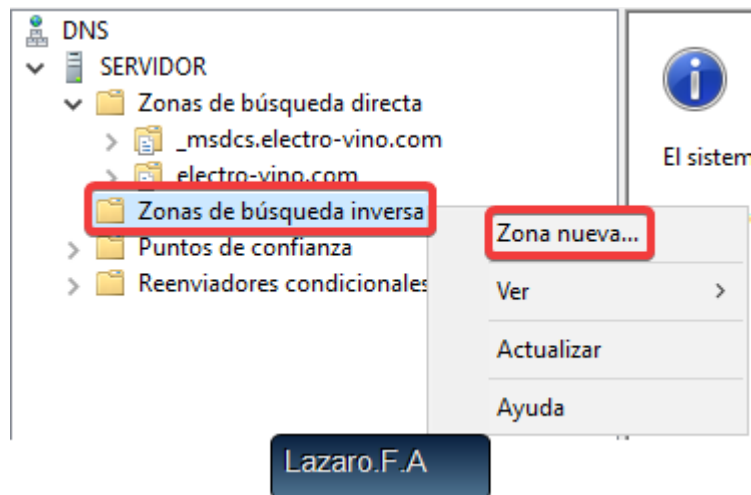 DNS
SERVIDOR
Zonas de búsqueda directa
_msdcs.electro-vino.com
El sistem
electro-vino.com
Zonas de búsqueda inversa
Zona nueva...
Puntos de confianza
Reenviadores condicionales
Ver
Actualizar
Ayuda
Lazaro.F.A